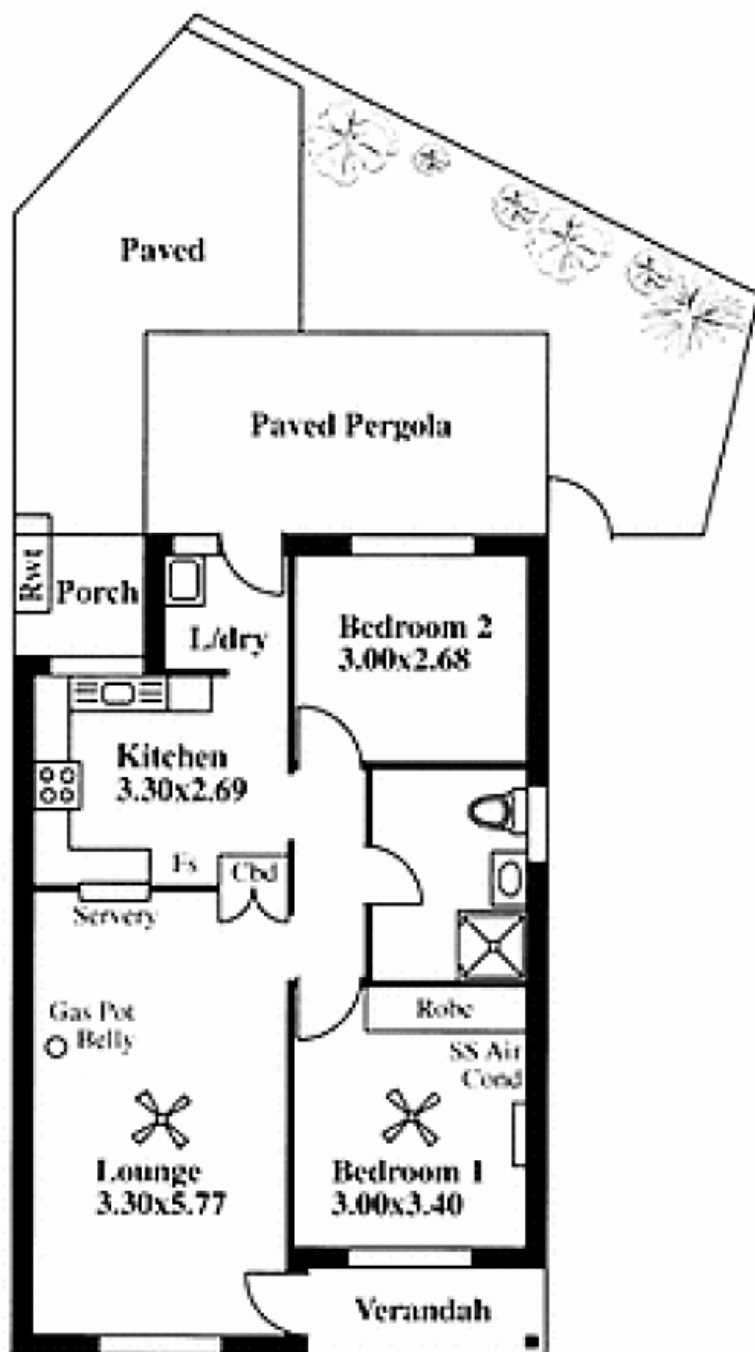 Paved
Paved Pergola
Rwt
Porch
L/dry
Bedroom 2
3.00x2.68
Kitchen
3.30x2.69
Fs
Cbd
Servery
Gas Pot
Belly
Robe
SS Air
Cond
Lounge
3.30x5.77
Bedroom 1
3.00x3.40
Verandah